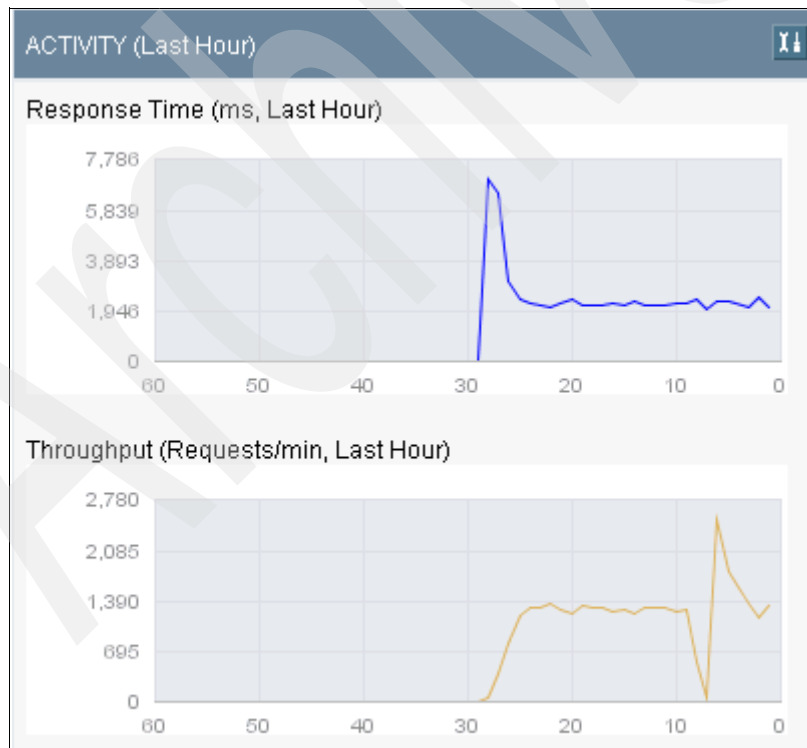 ACTIVITY (Last Hour)
Response Time (ms, Last Hour)
7,786
5,839
3,893
1,946
0
60 50 40 30 20 10 0
Throughput (Requests/min, Last Hour)
2,780
2,085
1,390
695
0
60 50 40 30 20 10 0